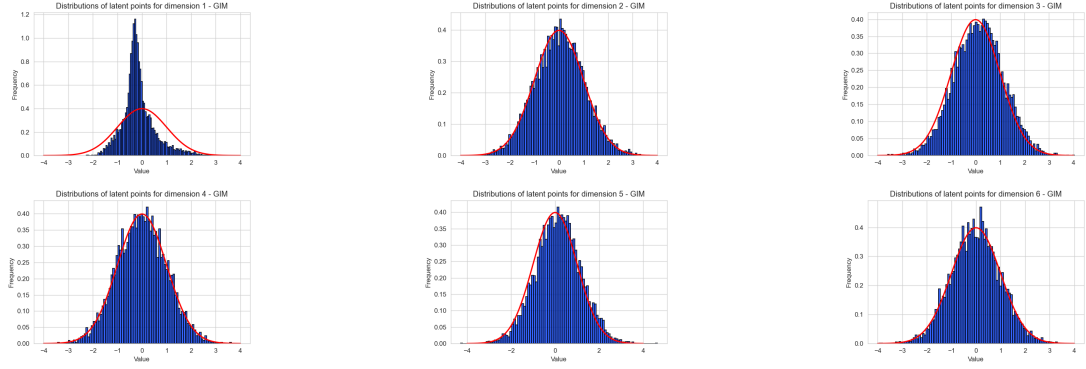 Distributions of latent points for dimension 1 - GIM
Distributions of latent points for dimension 2 - GIM
Distributions of latent points for dimension 3 - GIM
Frequency
1.2
1.0
0.8
0.6
0.4
0.2
0.0
−4 −3 −2 −1 0 1 2 3 4
Value
Frequency
0.4
0.3
0.2
0.1
0.0
−4 −3 −2 −1 0 1 2 3 4
Value
Frequency
0.40
0.35
0.30
0.25
0.20
0.15
0.10
0.05
0.00
−4 −3 −2 −1 0 1 2 3 4
Value
Distributions of latent points for dimension 4 - GIM
Distributions of latent points for dimension 5 - GIM
Distributions of latent points for dimension 6 - GIM
Frequency
0.40
0.35
0.30
0.25
0.20
0.15
0.10
0.05
0.00
−4 −3 −2 −1 0 1 2 3 4
Value
Frequency
0.40
0.35
0.30
0.25
0.20
0.15
0.10
0.05
0.00
−4 −2 0 2 4
Value
Frequency
0.4
0.3
0.2
0.1
0.0
−4 −3 −2 −1 0 1 2 3 4
Value